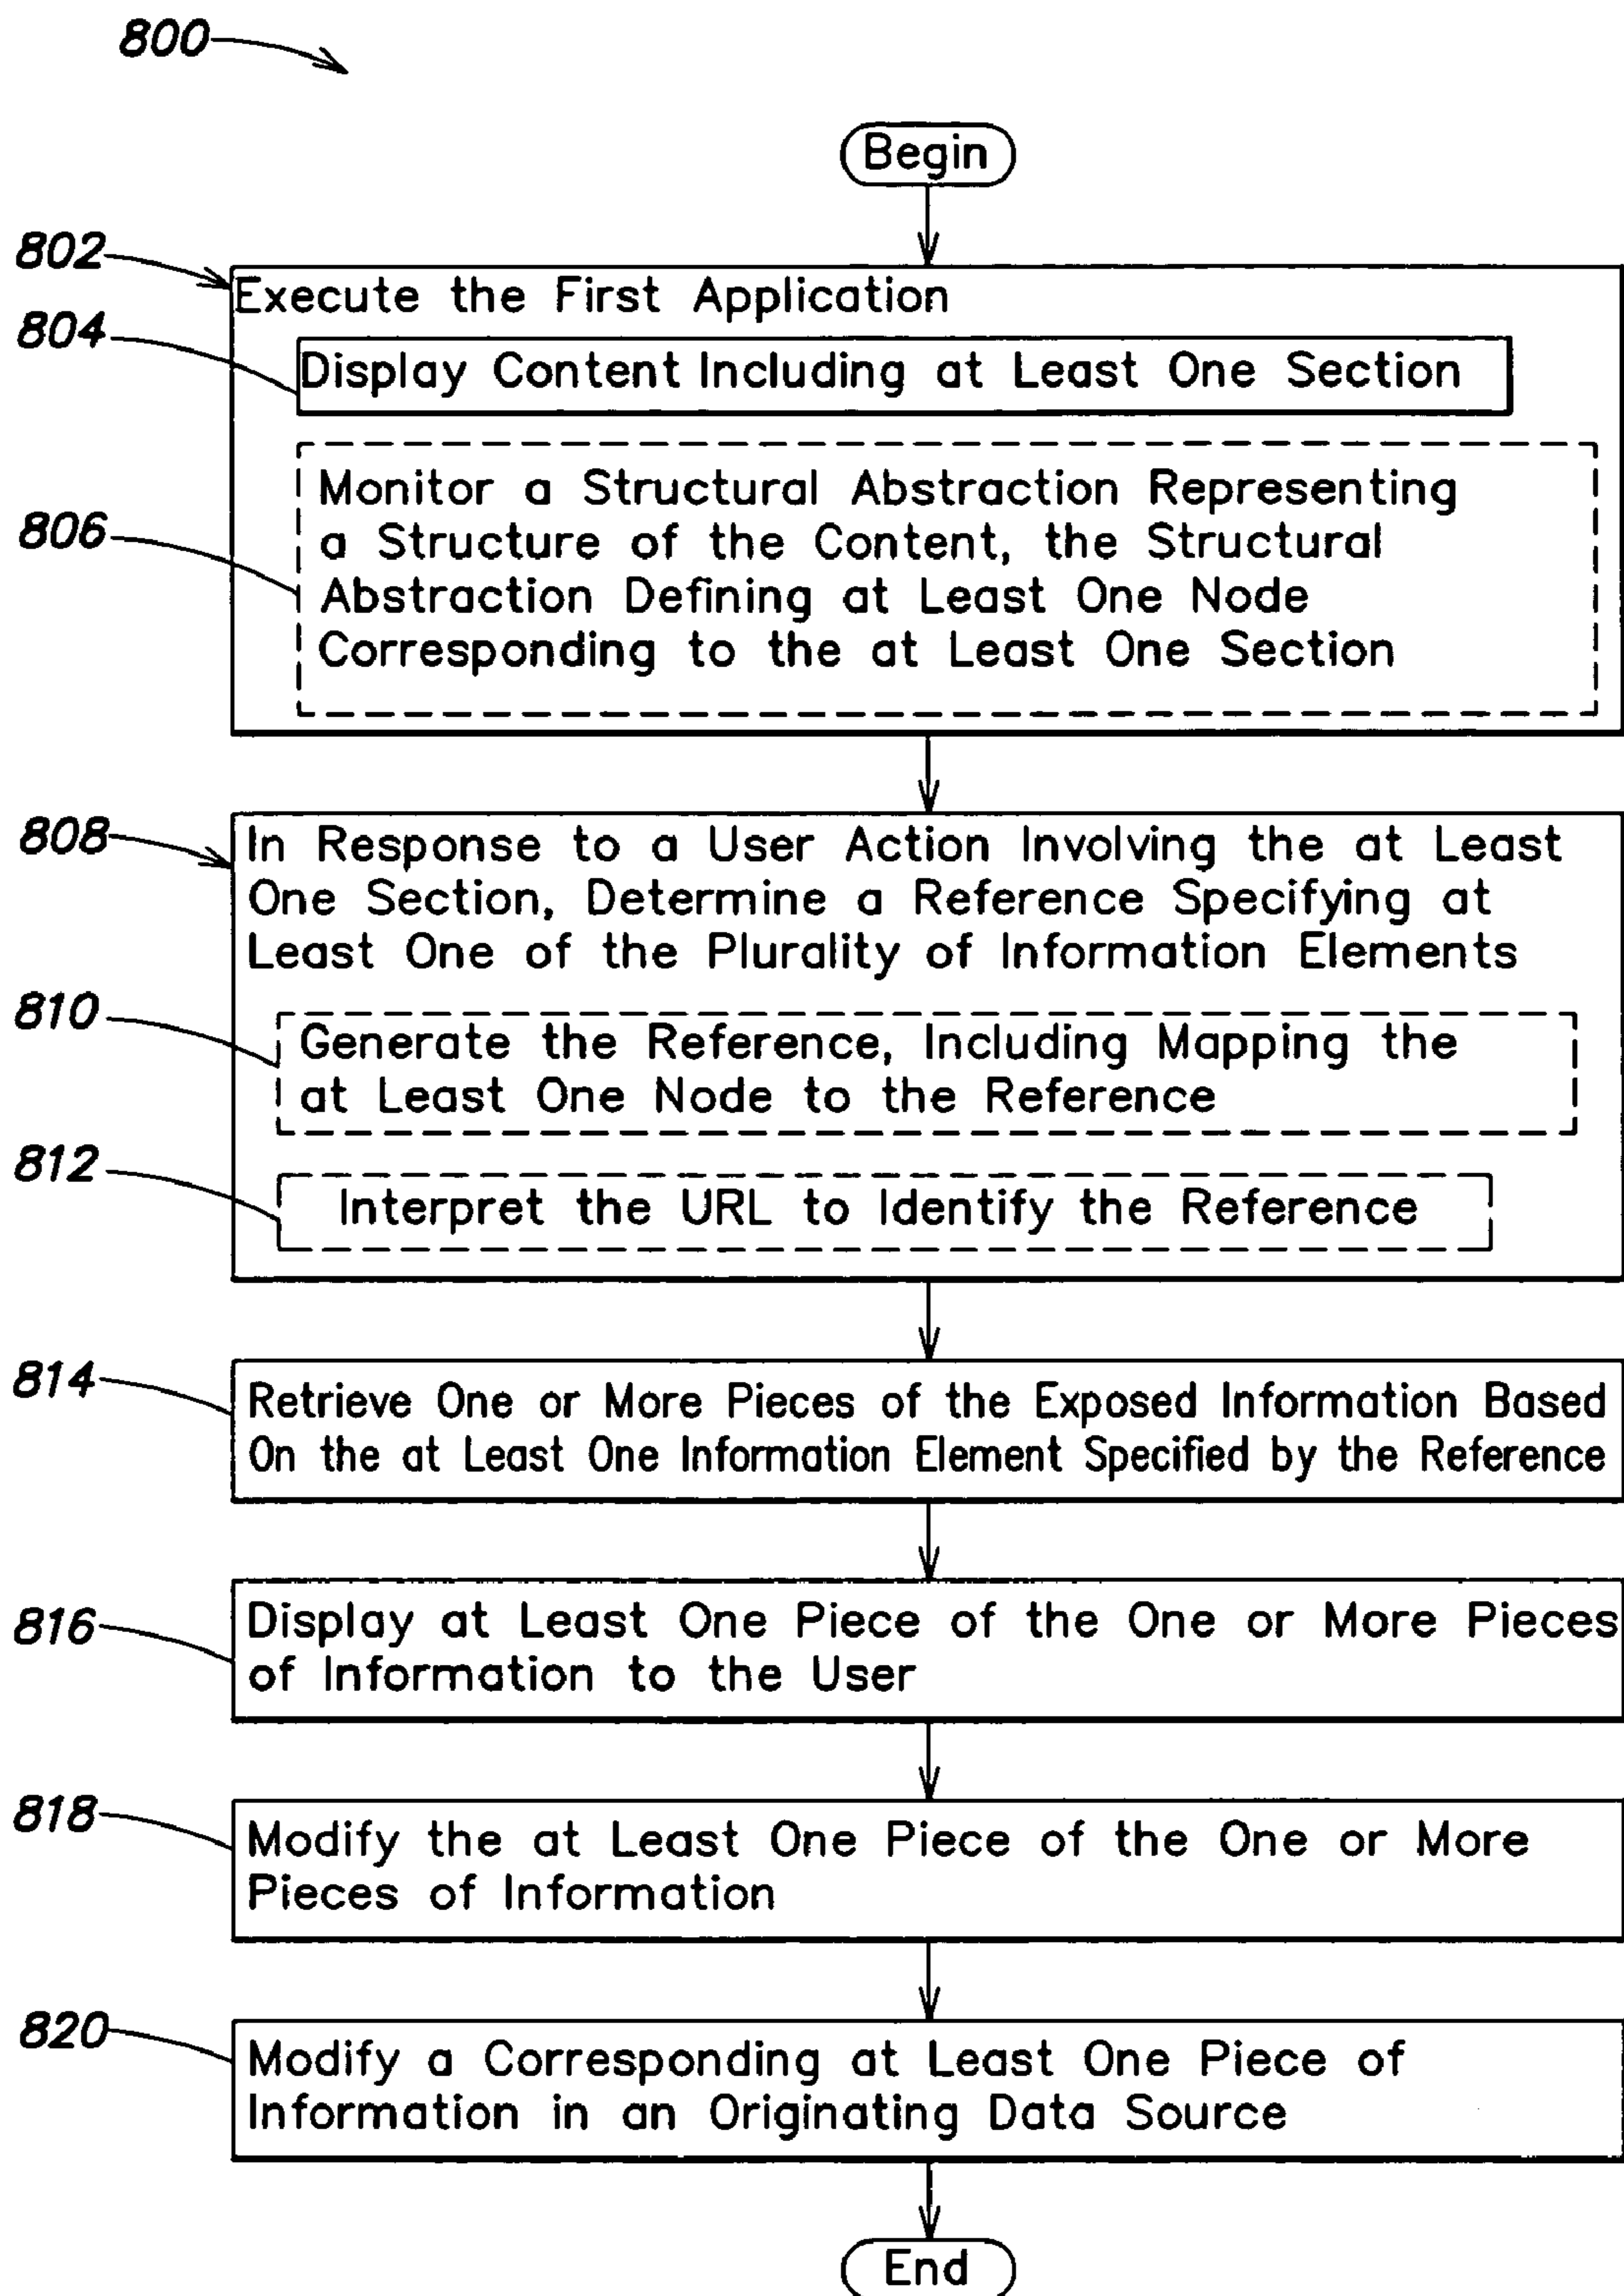 800
Begin
802
Execute the First Application
804
Display Content Including at Least One Section
806
Monitor a Structural Abstraction Representing
a Structure of the Content, the Structural
Abstraction Defining at Least One Node
Corresponding to the at Least One Section
808
In Response to a User Action Involving the at Least
One Section, Determine a Reference Specifying at
Least One of the Plurality of Information Elements
810
Generate the Reference, Including Mapping the
at Least One Node to the Reference
812
Interpret the URL to Identify the Reference
814
Retrieve One or More Pieces of the Exposed Information Based
On the at Least One Information Element Specified by the Reference
816
Display at Least One Piece of the One or More Pieces
of Information to the User
818
Modify the at Least One Piece of the One or More
Pieces of Information
820
Modify a Corresponding at Least One Piece of
Information in an Originating Data Source
End